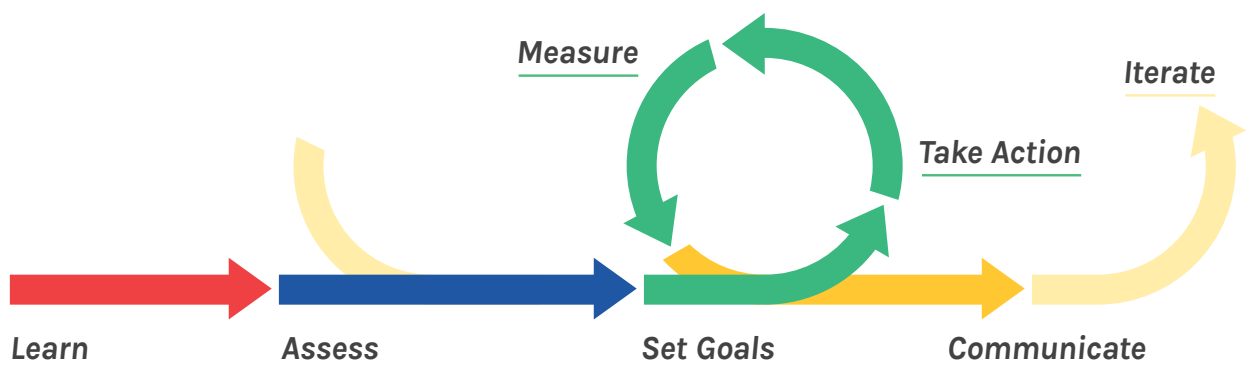 Measure
Iterate
Take Action
Learn
Assess
Set Goals
Communicate